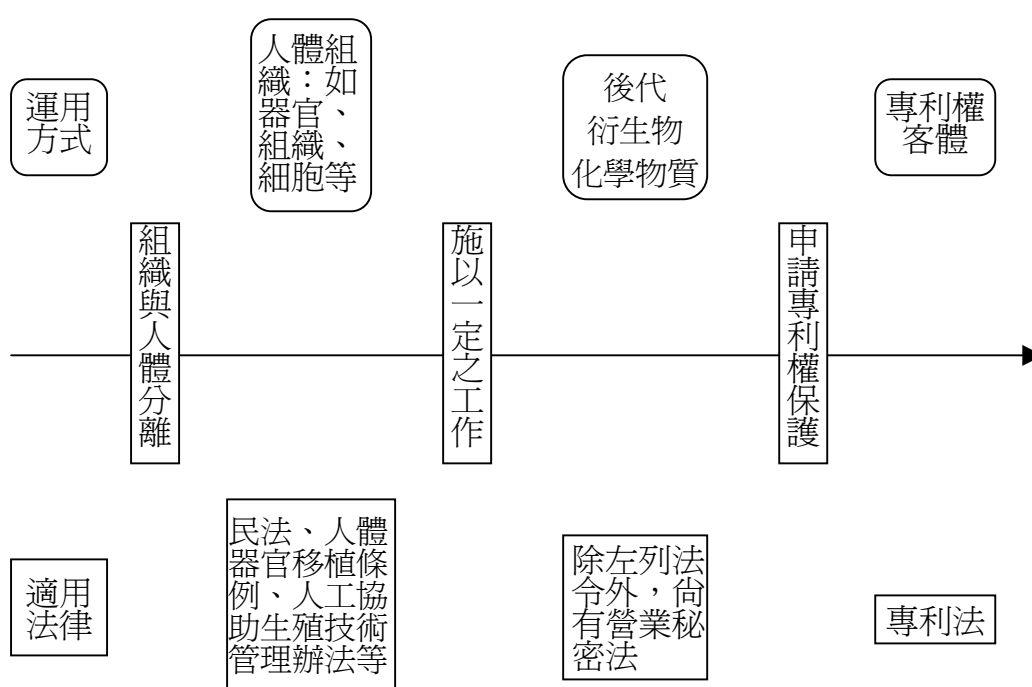 運用
方式
人體組
織：如
器官、
組織、
細胞等
後代
衍生物
化學物質
專利權
客體
組織與人體分離
施以一定之工作
申請專利權保護
適用
法律
民法、人體
器官移植條
例、人工協
助生殖技術
管理辦法等
除左列法
令外，尚
有營業秘
密法
專利法